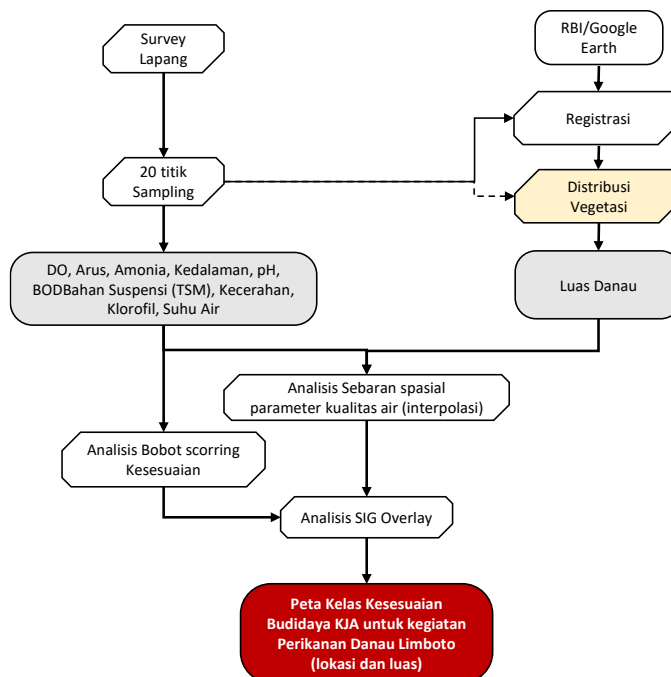 Survey
Lapang
RBI/Google
Earth
Registrasi
20 titik
Sampling
Distribusi
Vegetasi
DO, Arus, Amonia, Kedalaman, pH,
BODBahan Suspensi (TSM), Kecerahan,
Klorofil, Suhu Air
Luas Danau
Analisis Sebaran spasial
parameter kualitas air (interpolasi)
Analisis Bobot scorring
Kesesuaian
Analisis SIG Overlay
Peta Kelas Kesesuaian
Budidaya KJA untuk kegiatan
Perikanan Danau Limboto
(lokasi dan luas)